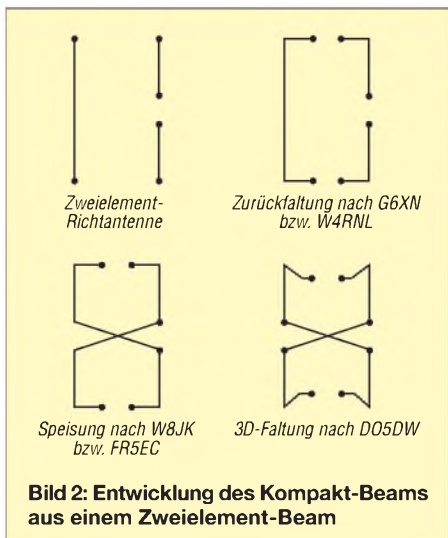 Zweielement-
Richtantenne
Zurückfaltung nach G6XN
bzw. W4RNL
Speisung nach W8JK
bzw. FR5EC
3D-Faltung nach DO5DW
Bild 2: Entwicklung des Kompakt-Beams
aus einem Zweielement-Beam